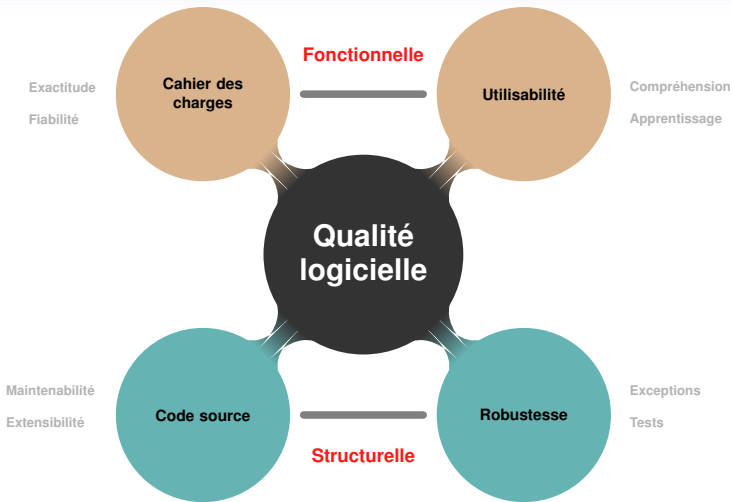 Fonctionnelle
Exactitude
Fiabilité
Cahier des
charges
Utilisabilité
Compréhension
Apprentissage
Qualité
logicielle
Maintenabilité
Extensibilité
Code source
Robustesse
Exceptions
Tests
Structurelle